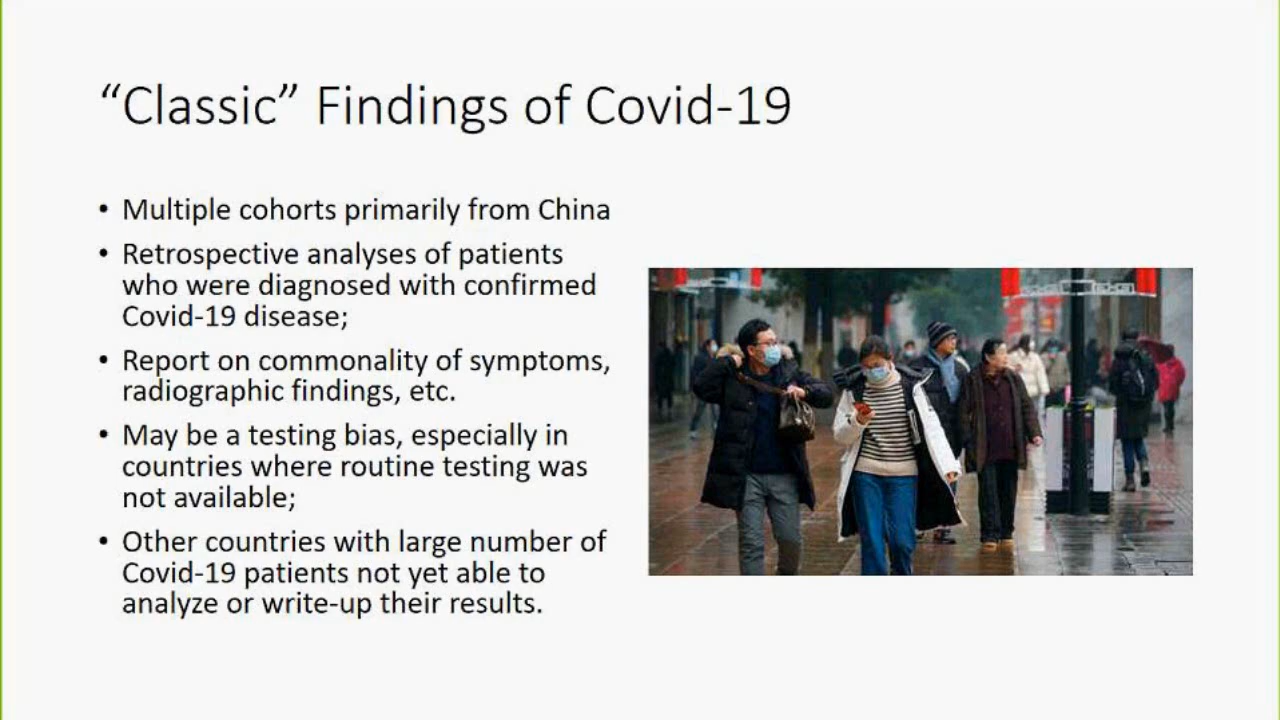 “Classic” Findings of Covid-19
• Multiple cohorts primarily from China
• Retrospective analyses of patients
who were diagnosed with confirmed
Covid-19 disease;
• Report on commonality of symptoms,
radiographic findings, etc.
• May be a testing bias, especially in
countries where routine testing was
not available;
• Other countries with large number of
Covid-19 patients not yet able to
analyze or write-up their results.